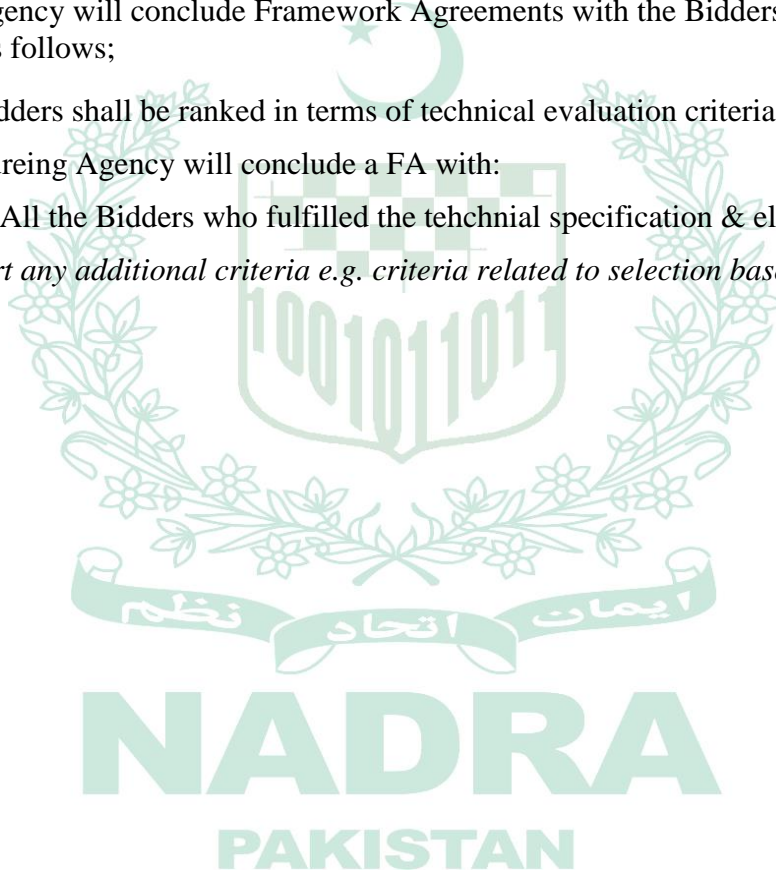 gency will conclude Framework Agreements with the Bidders
s follows;
dders shall be ranked in terms of technical evaluation criteria
ureing Agency will conclude a FA with:
All the Bidders who fulfilled the tehchnial specification & el
rt any additional criteria e.g. criteria related to selection bas
1001011011
ایمان اتحاد نظم
NADRA
PAKISTAN